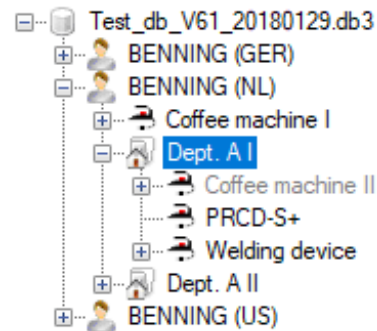 Test_db_V61_20180129.db3
BENNING (GER)
BENNING (NL)
Coffee machine I
Dept. A I
Coffee machine II
PRCD-S+
Welding device
Dept. A II
BENNING (US)